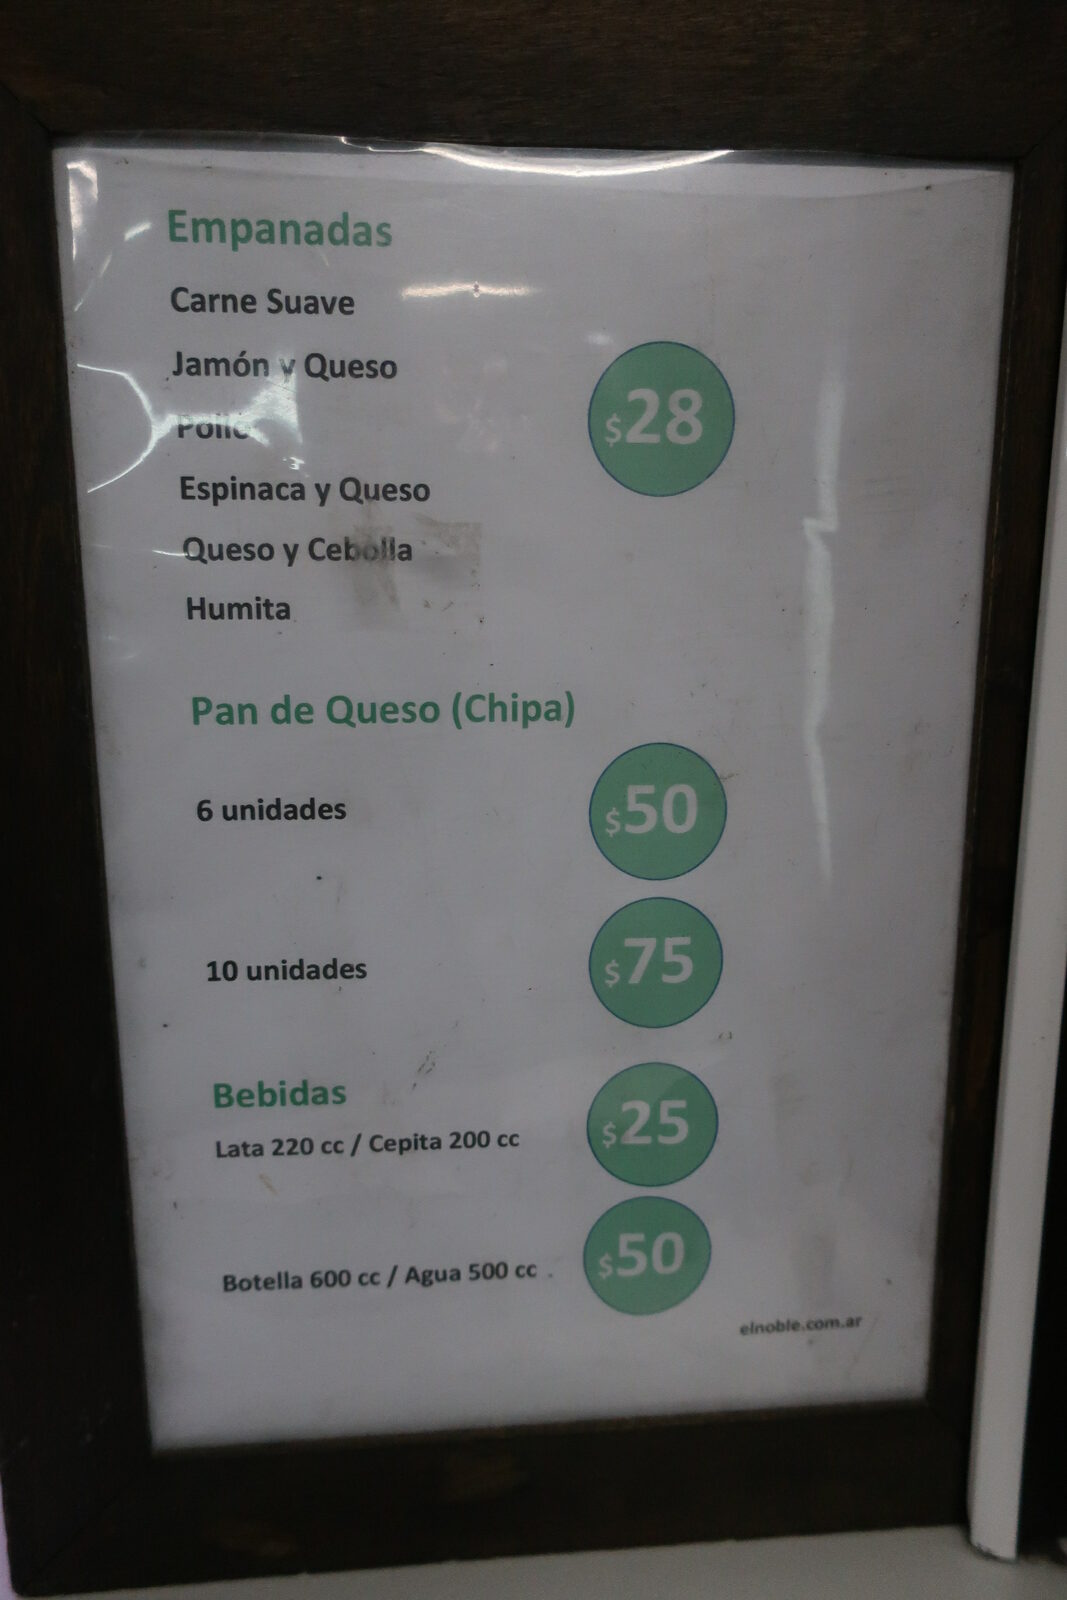 Empanadas
Carne Suave
Jamón y Queso
$28
Pollo
Espinaca y Queso
Queso y Cebolla
Humita
Pan de Queso (Chipa)
6 unidades $50
10 unidades $75
Bebidas
Lata 220 cc / Cepita 200 cc $25
Botella 600 cc / Agua 500 cc $50
elnoble.com.ar